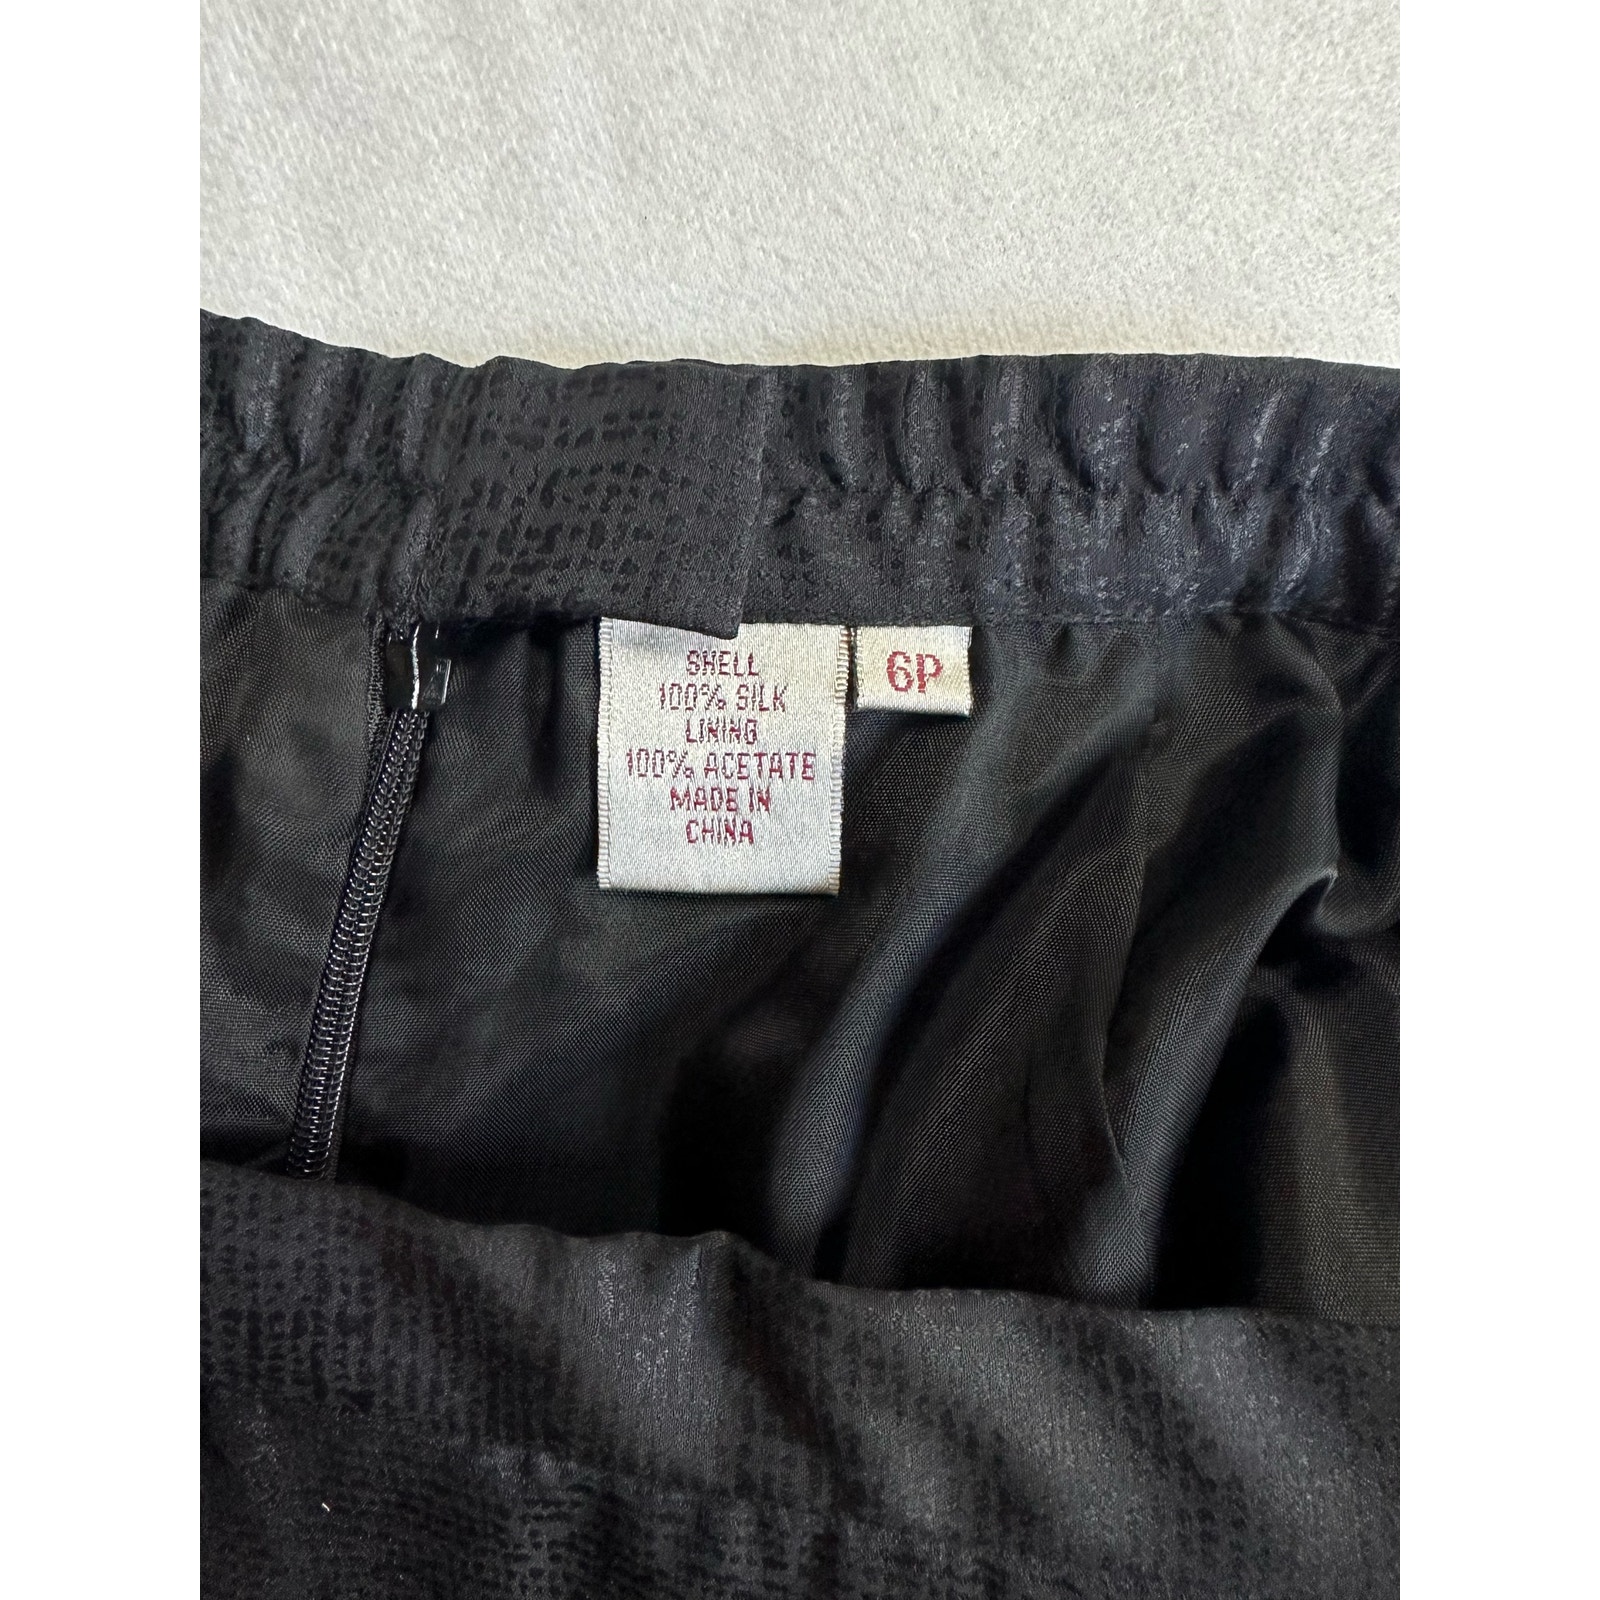 SHELL
100% SILK
LINING
100% ACETATE
MADE IN
CHINA
6P